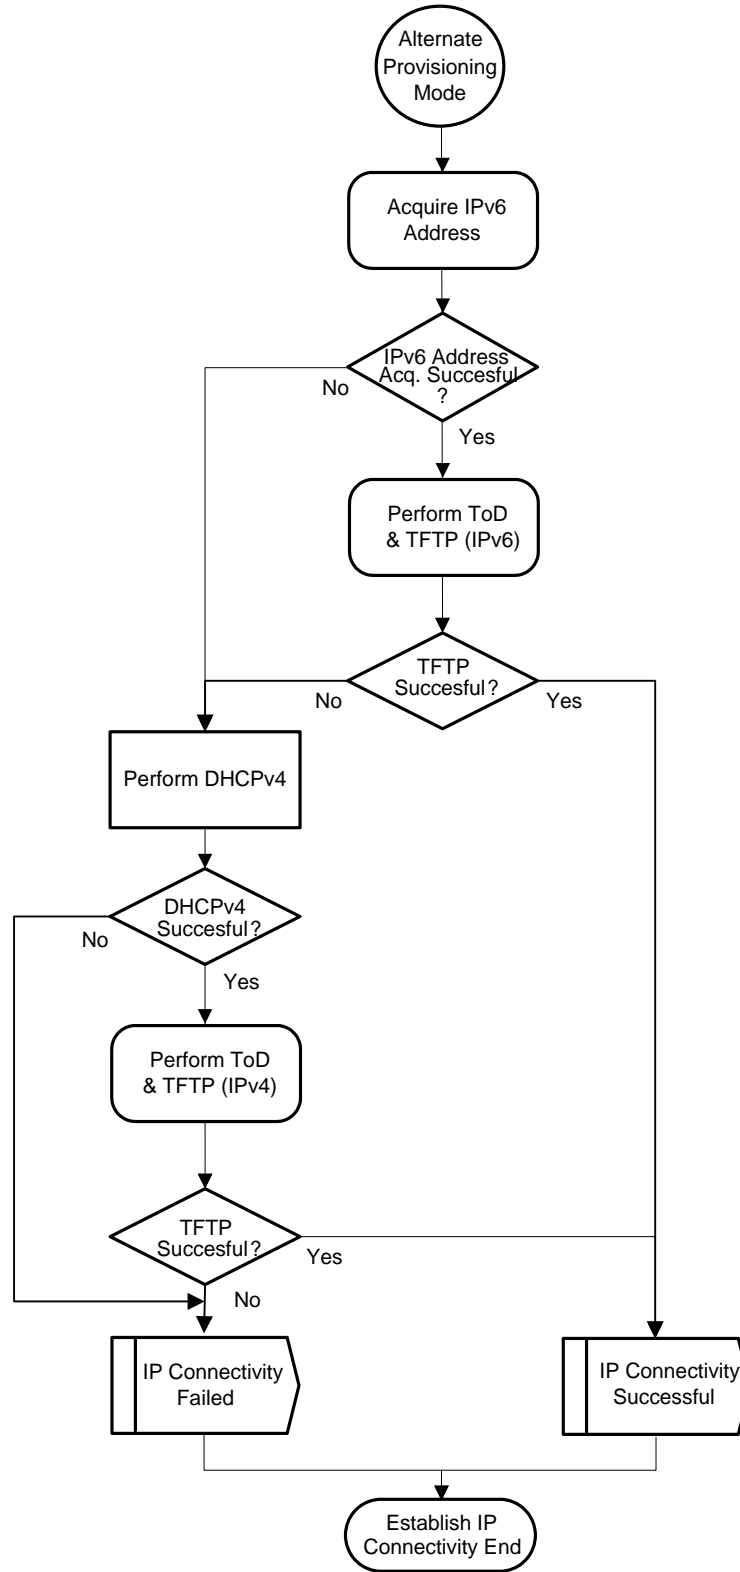 Alternate
Provisioning
Mode
Acquire IPv6
Address
IPv6 Address
Acq. Succesful
?
No
Yes
Perform ToD
& TFTP (IPv6)
TFTP
Succesful?
No
Yes
Perform DHCPv4
DHCPv4
Succesful?
No
Yes
Perform ToD
& TFTP (IPv4)
TFTP
Succesful?
Yes
No
IP Connectivity
Failed
IP Connectivity
Successful
Establish IP
Connectivity End